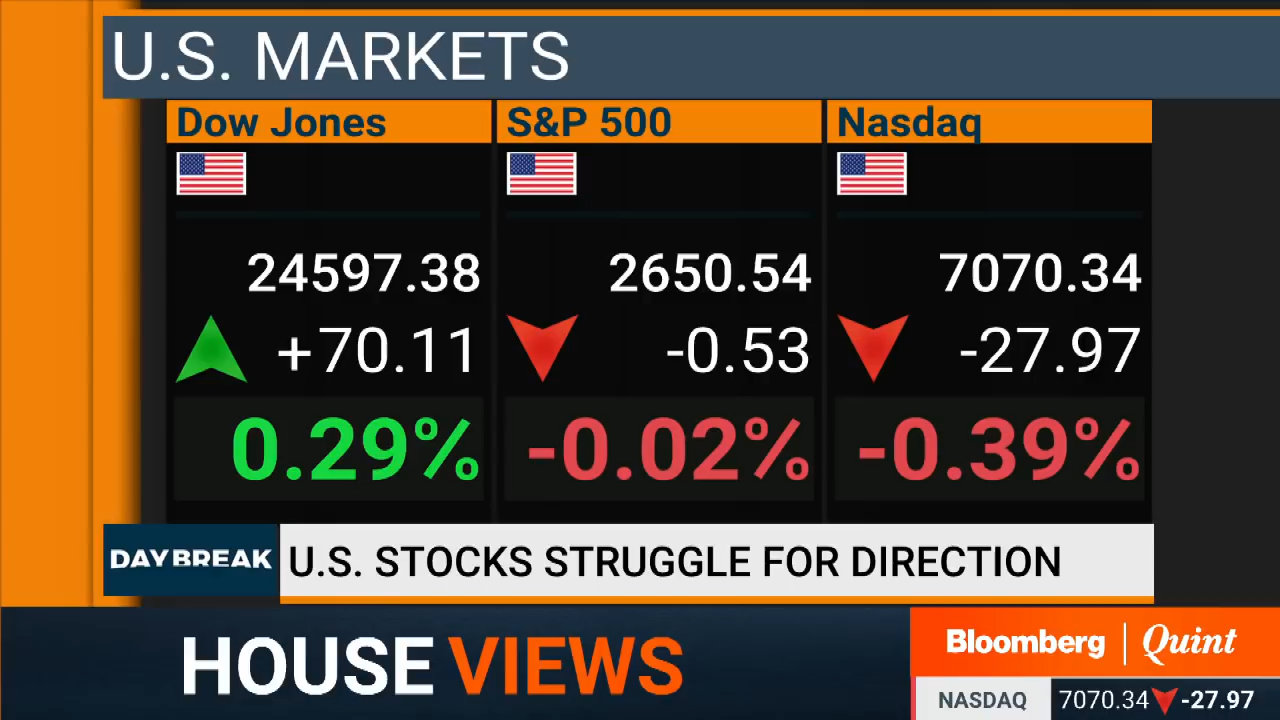 U.S. MARKETS
Dow Jones
24597.38
+70.11
0.29%
S&P 500
2650.54
-0.53
-0.02%
Nasdaq
7070.34
-27.97
-0.39%
DAYBREAK U.S. STOCKS STRUGGLE FOR DIRECTION
HOUSE VIEWS
Bloomberg | Quint
NASDAQ 7070.34 -27.97